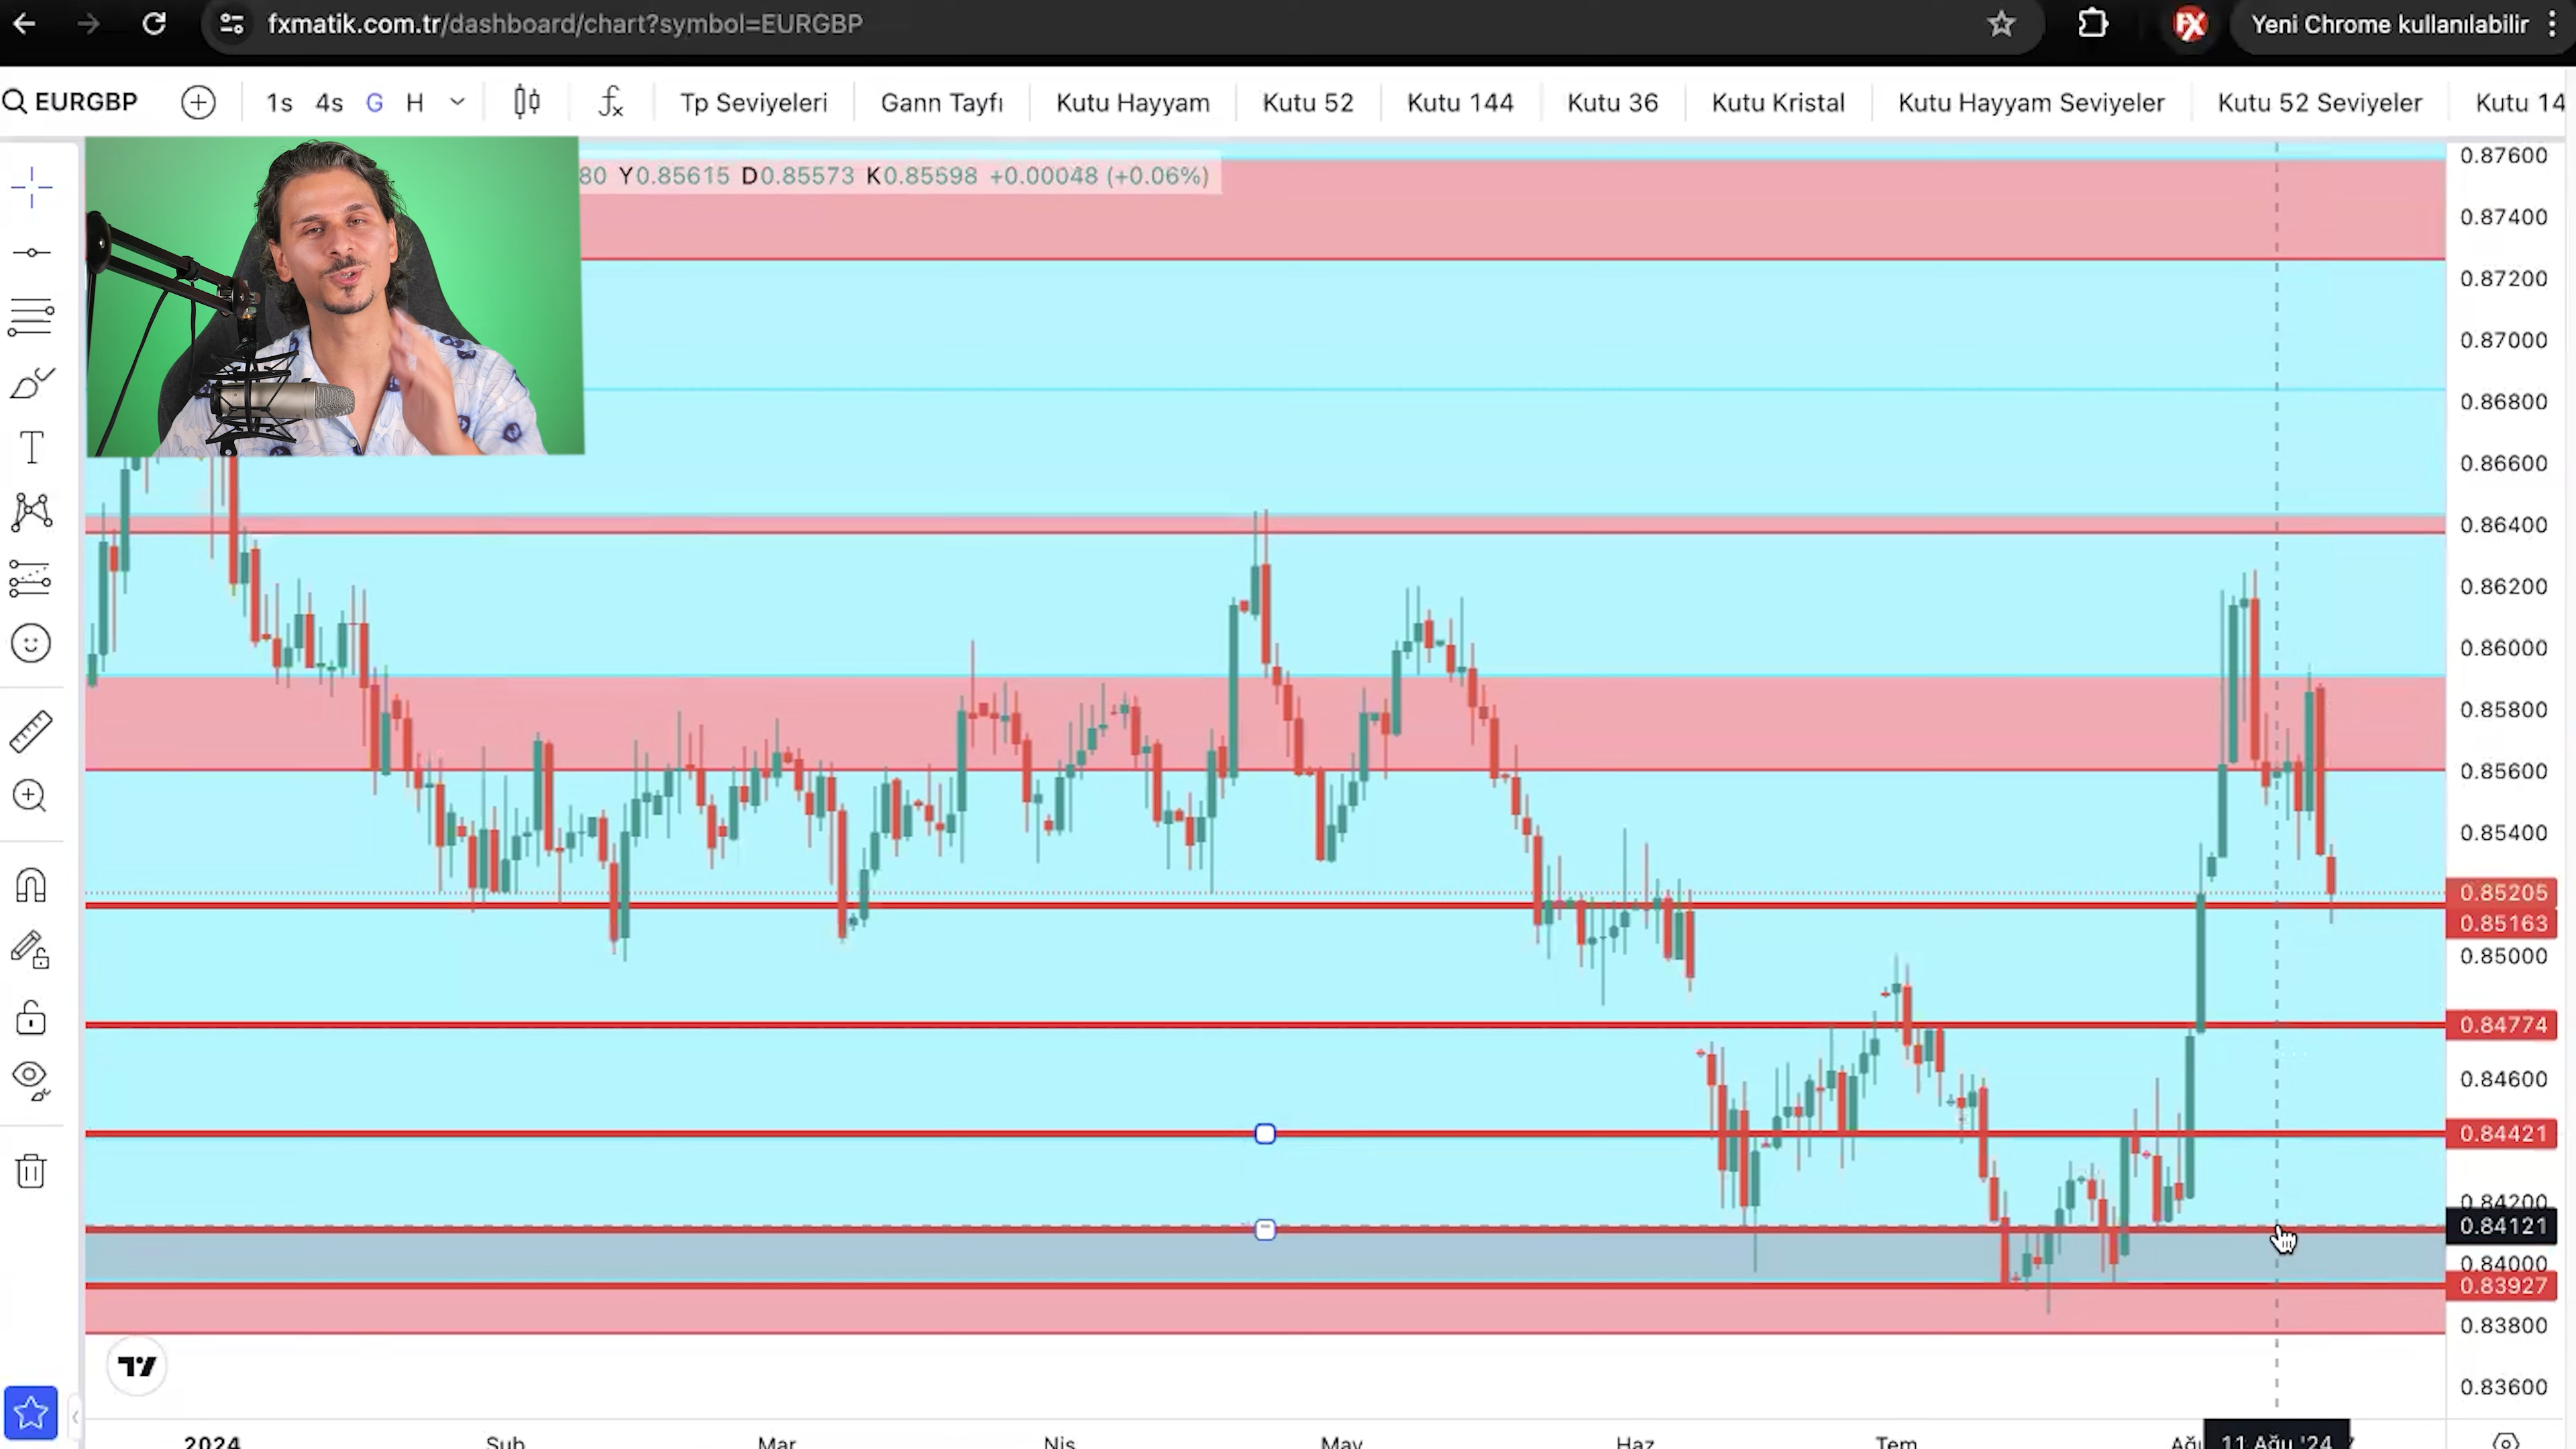 fxmatik.com.tr/dashboard/chart?symbol=EURGBP
Yeni Chrome kullanılabilir
EURGBP
1s 4s G H
Tp Seviyeleri
Gann Tayfı
Kutu Hayyam
Kutu 52
Kutu 144
Kutu 36
Kutu Kristal
Kutu Hayyam Seviyeler
Kutu 52 Seviyeler
Kutu 14
80 Y0.85615 D0.85573 K0.85598 +0.00048 (+0.06%)
0.87600
0.87400
0.87200
0.87000
0.86800
0.86600
0.86400
0.86200
0.86000
0.85800
0.85600
0.85400
0.85205
0.85163
0.85000
0.84774
0.84600
0.84421
0.84200
0.84121
0.84000
0.83927
0.83800
0.83600
2024 Şub Mar Nis May Haz Tem Ağu 11 Ağu '24